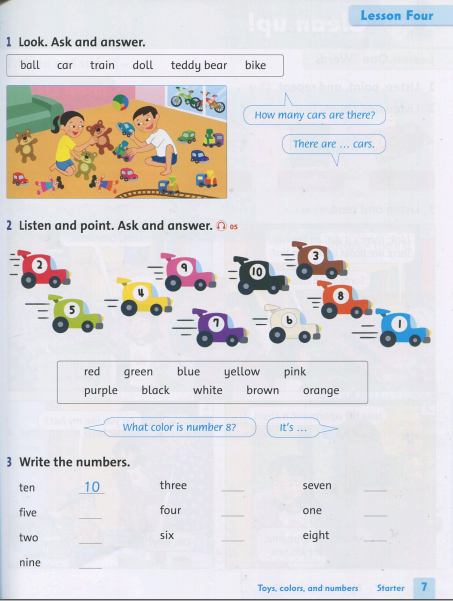 Lesson Four
1 Look. Ask and answer.
ball car train doll teddy bear bike
How many cars are there?
There are ... cars.
2 Listen and point. Ask and answer. 05
2
9
10
3
5
4
7
6
8
1
red green blue yellow pink
purple black white brown orange
What color is number 8?
It's ...
3 Write the numbers.
ten 10 three ___ seven ___
five ___ four ___ one ___
two ___ six ___ eight ___
nine ___
Toys, colors, and numbers Starter 7